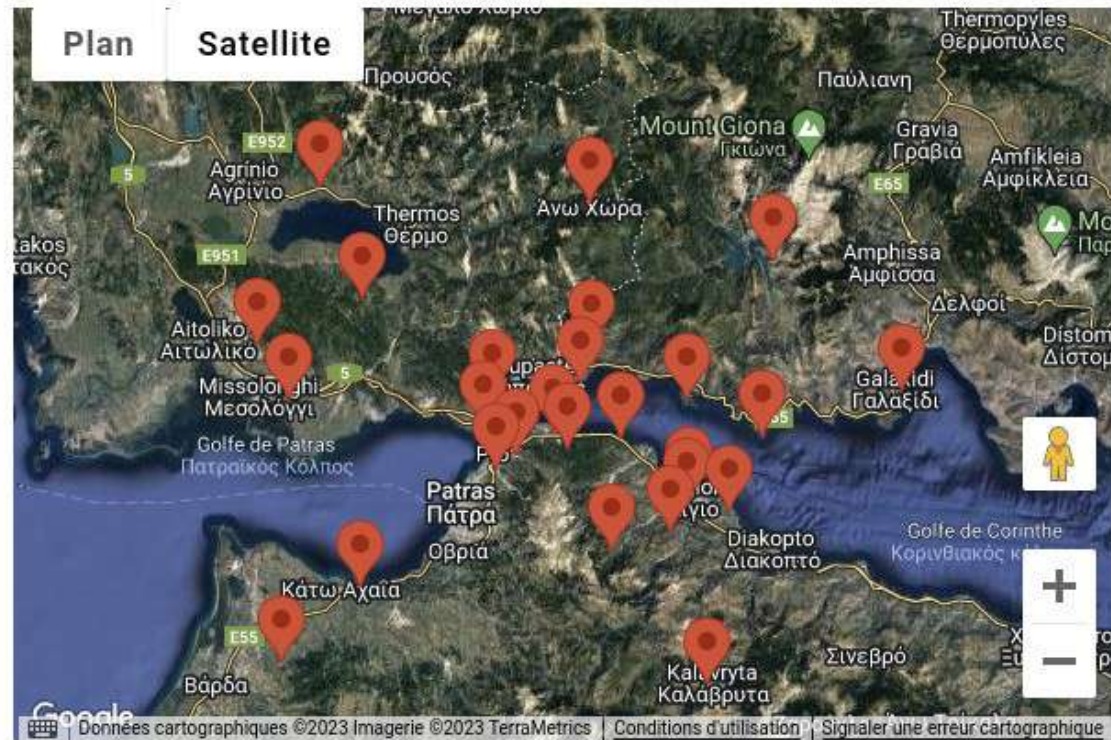 Plan
Satellite
Thermopyles
Θερμοπύλες
Προυσός
Παύλιανη
Mount Giona
Γκιώνα
Gravia
Γραβιά
E952
5
Agrinio
Αγρίνιο
Amfikleia
Αμφίκλεια
E65
Άνω Χώρα
Thermos
Θέρμο
E951
Amphissa
Άμφισσα
Δελφοί
Aitoliko
Αιτωλικό
5
Missolonghi
Μεσολόγγι
Galaxidi
Γαλαξίδι
Golfe de Patras
Πατραϊκός Κόλπος
Patras
Πάτρα
Οβριά
Diakopto
Διακοπτό
Golfe de Corinthe
Κορινθιακός
Κάτω Αχαΐα
E55
Βάρδα
Kalavryta
Καλάβρυτα
Σινεβρό
Google
Données cartographiques ©2023 Imagerie ©2023 TerraMetrics
Conditions d'utilisation
Signaler une erreur cartographique